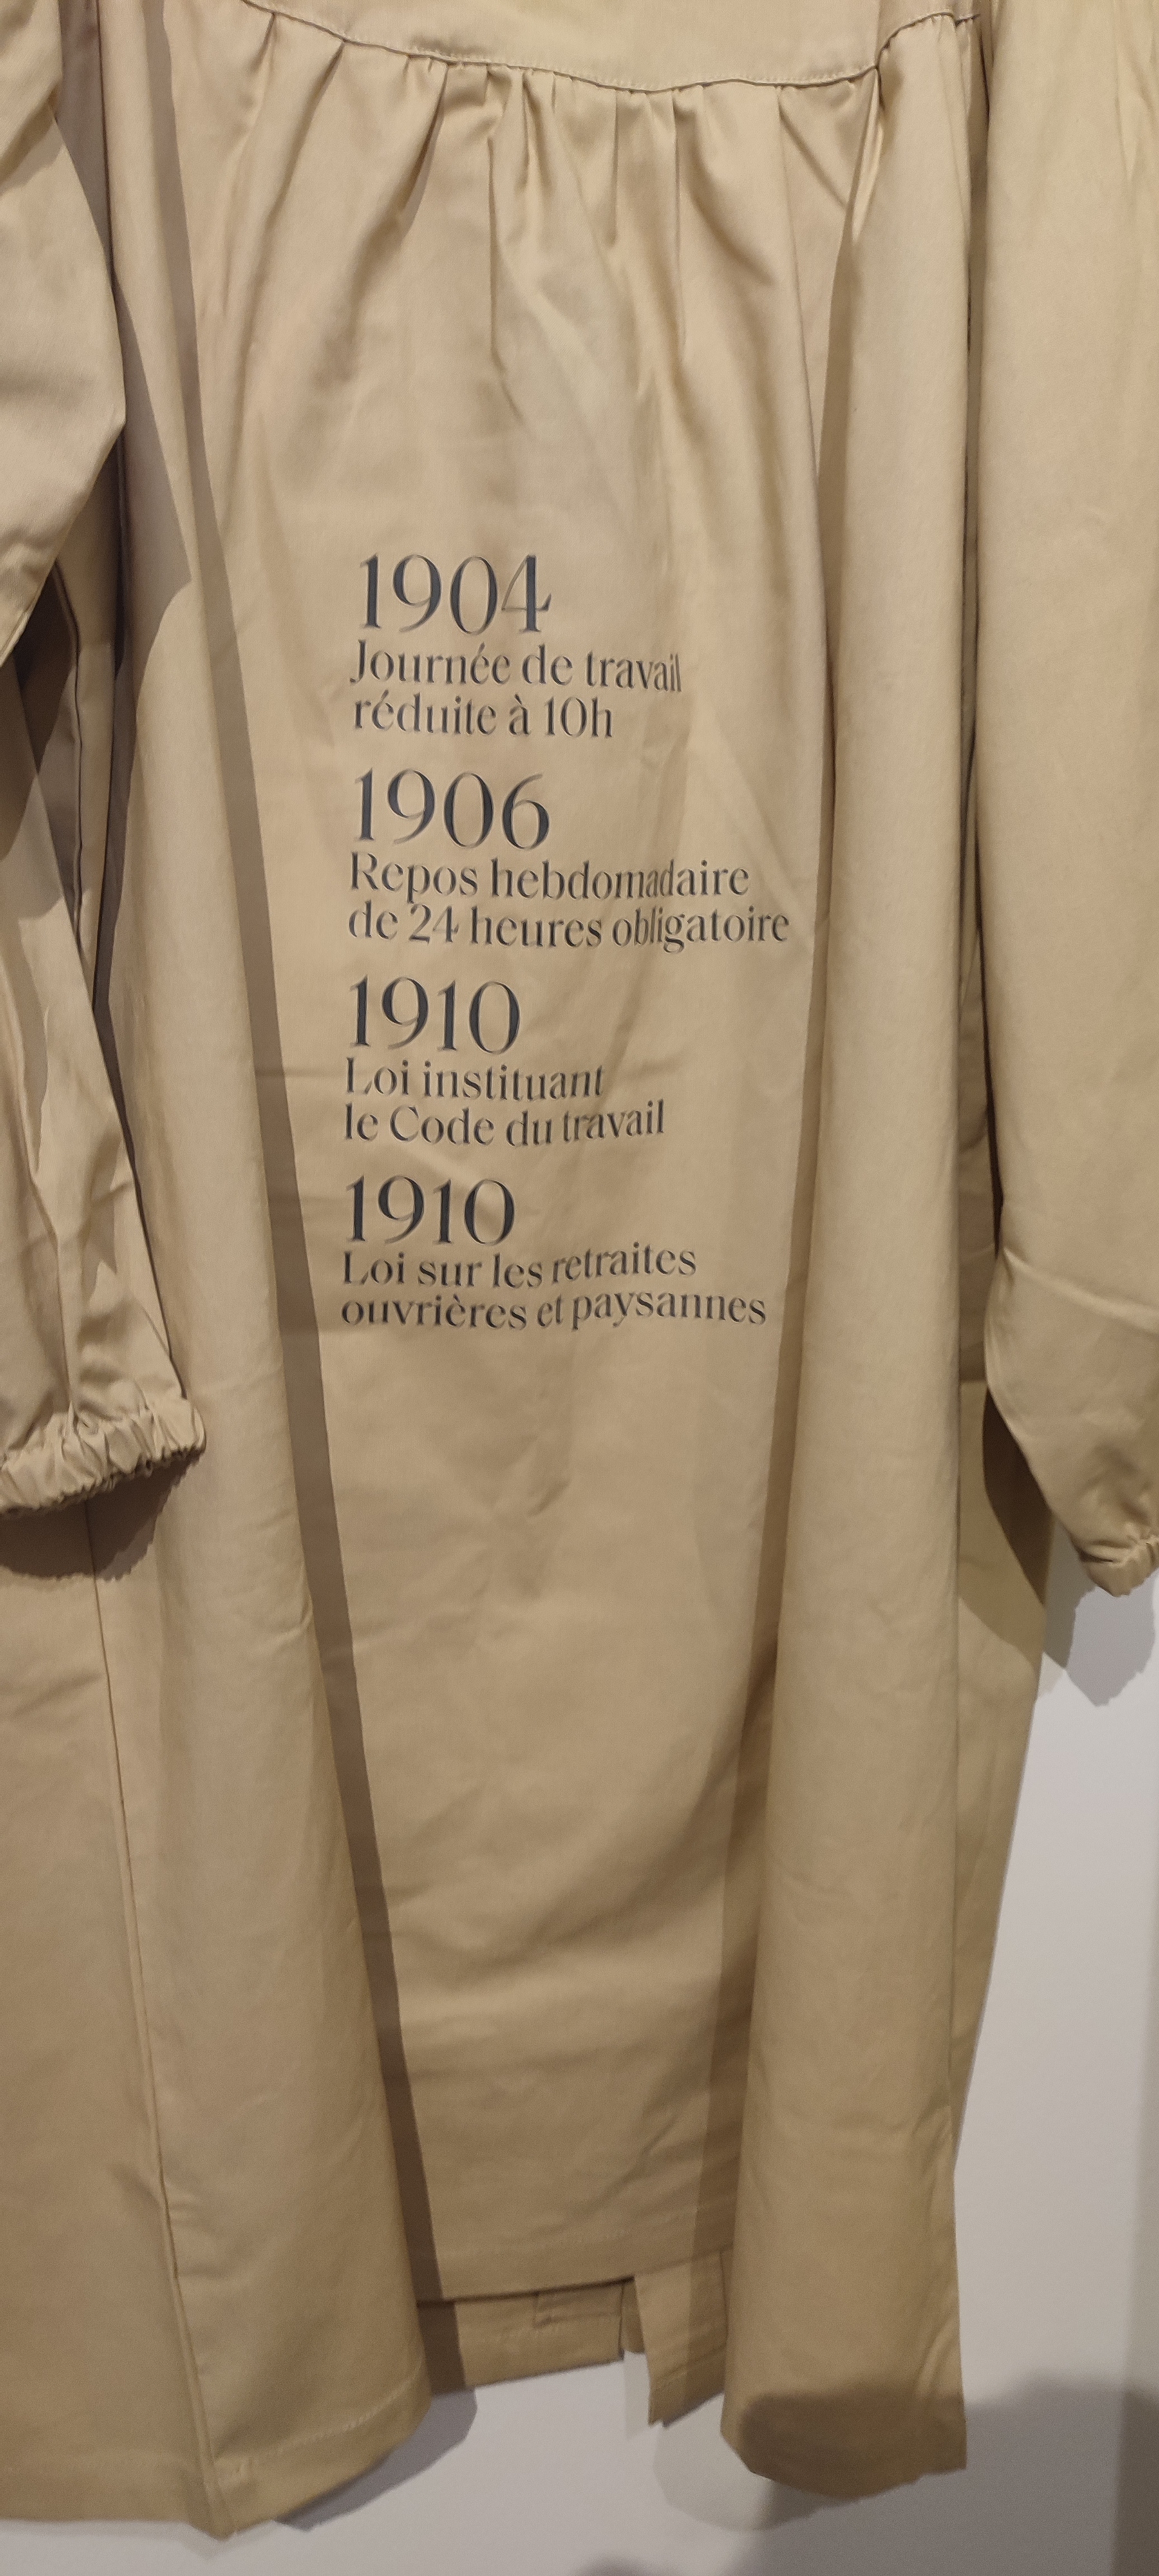 1904
Journée de travail
réduite à 10h
1906
Repos hebdomadaire
de 24 heures obligatoire
1910
Loi instituant
le Code du travail
1910
Loi sur les retraites
ouvrières et paysannes